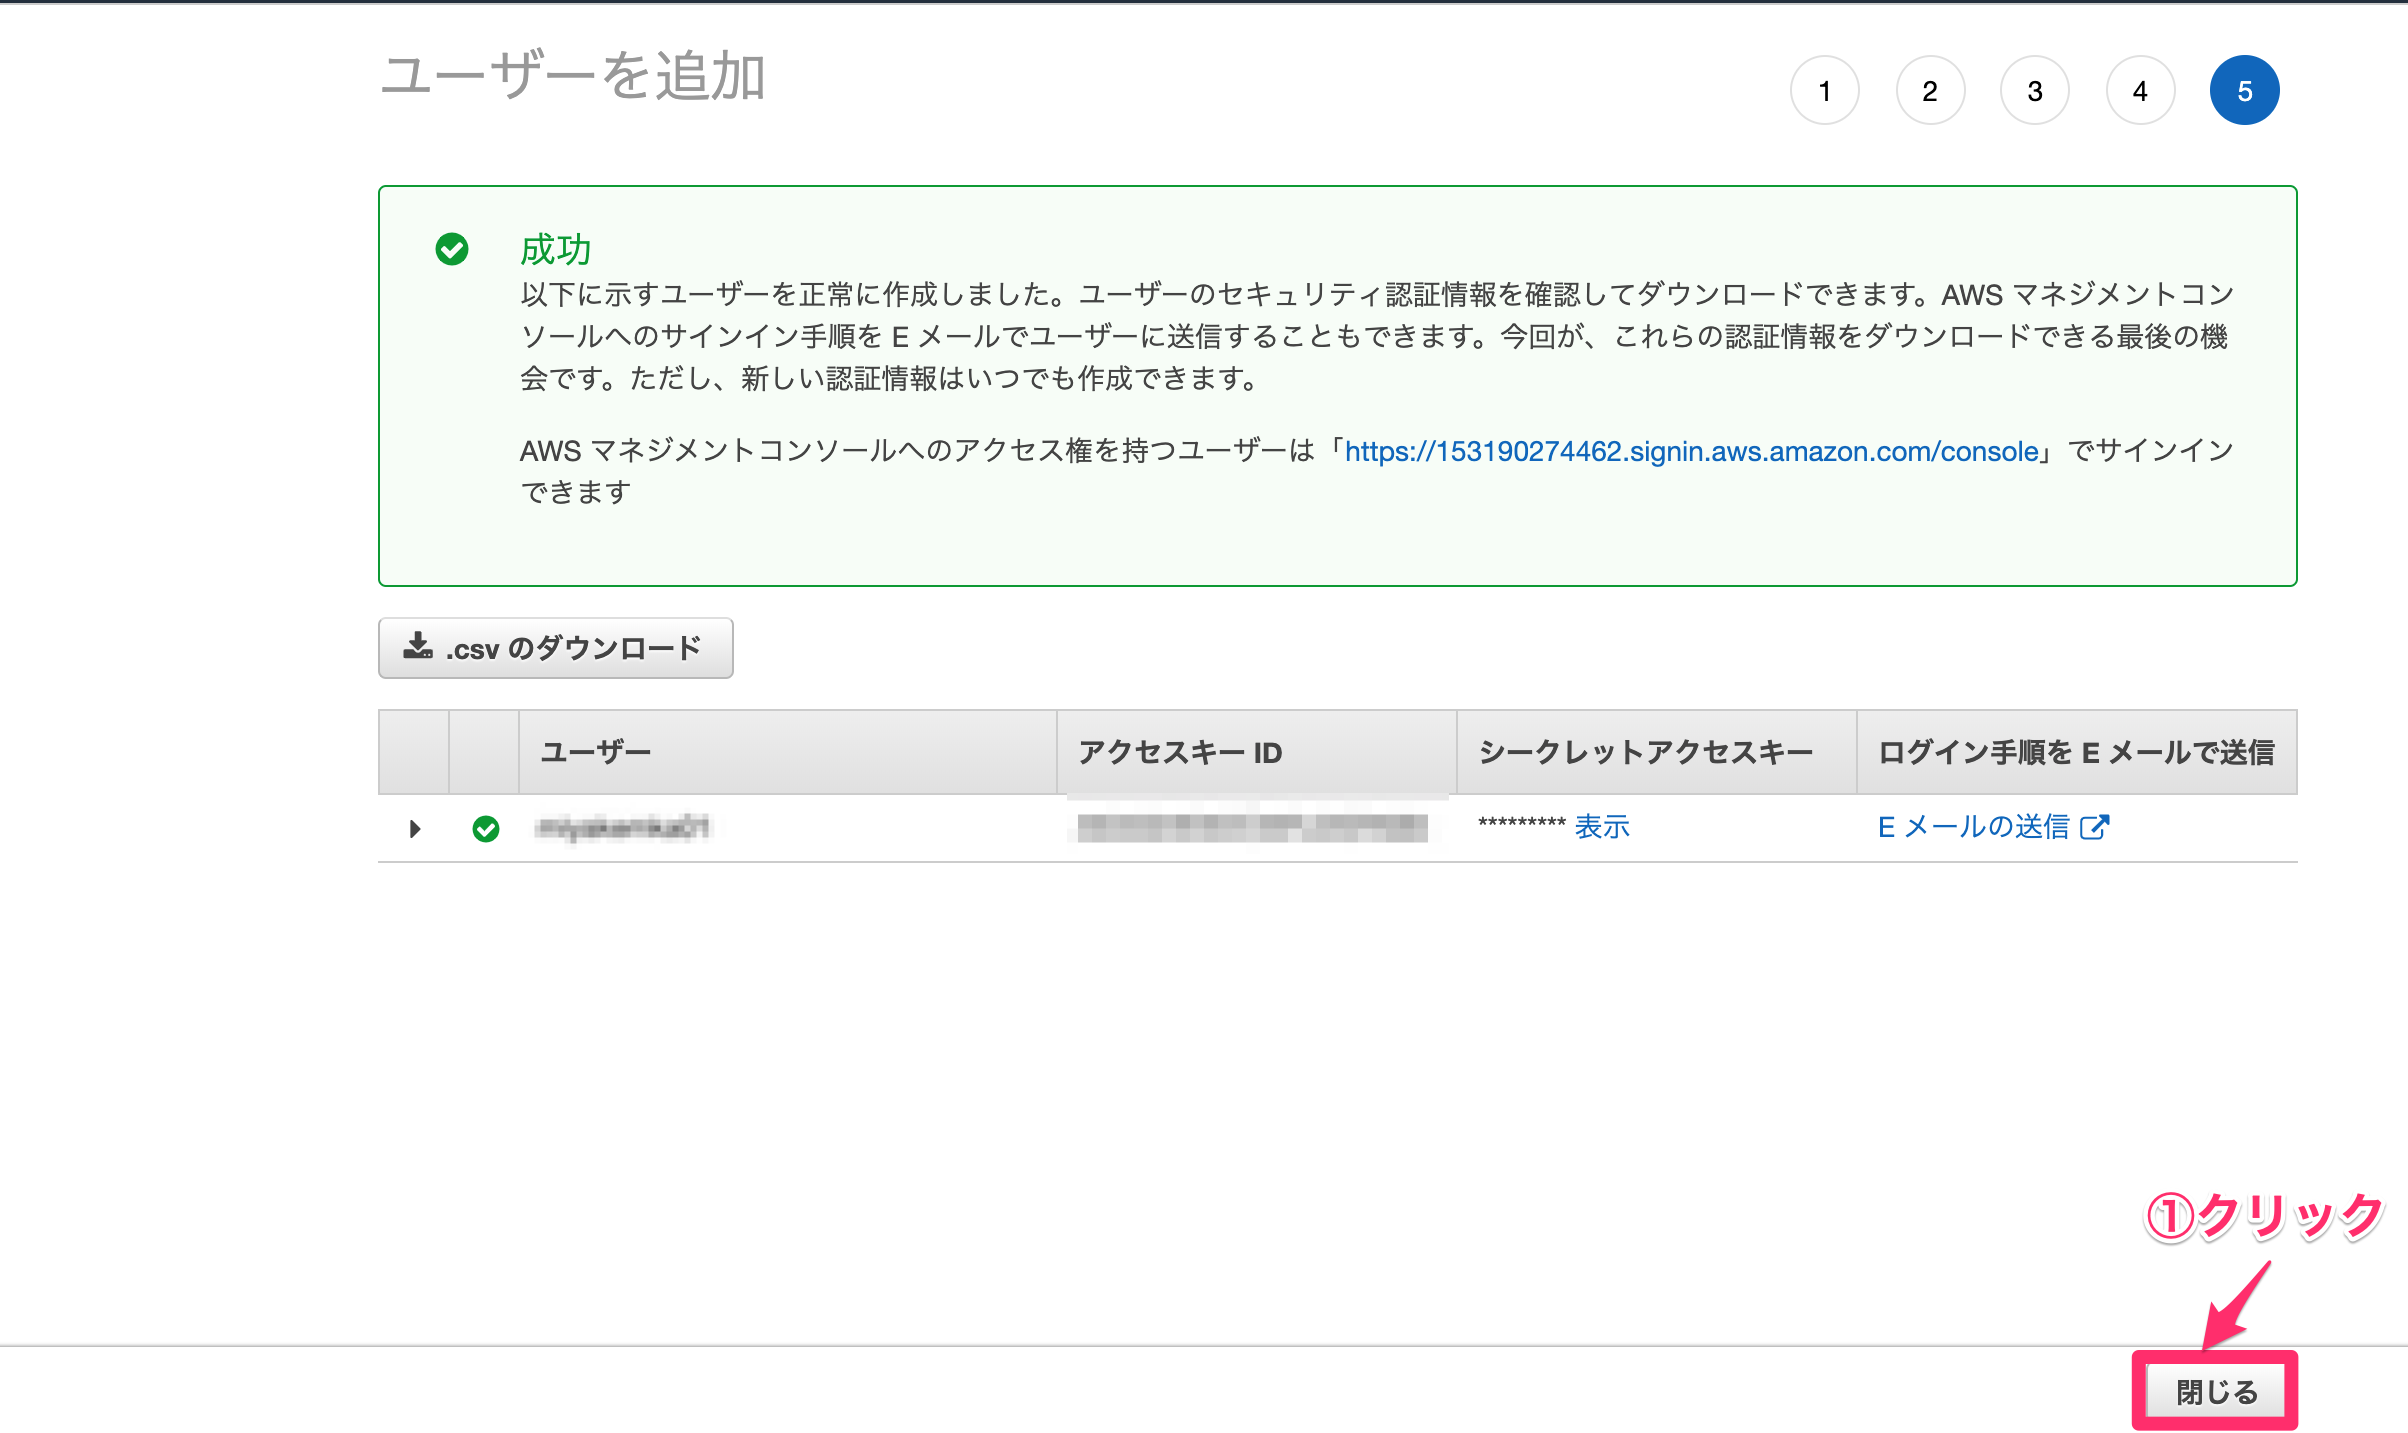 ユーザーを追加
1 2 3 4 5
成功
以下に示すユーザーを正常に作成しました。ユーザーのセキュリティ認証情報を確認してダウンロードできます。AWS マネジメントコン
ソールへのサインイン手順を E メールでユーザーに送信することもできます。今回が、これらの認証情報をダウンロードできる最後の機
会です。ただし、新しい認証情報はいつでも作成できます。
AWS マネジメントコンソールへのアクセス権を持つユーザーは「https://153190274462.signin.aws.amazon.com/console」でサインイン
できます
.csv のダウンロード
ユーザー アクセスキー ID シークレットアクセスキー ログイン手順を E メールで送信
********* 表示 E メールの送信
①クリック
閉じる